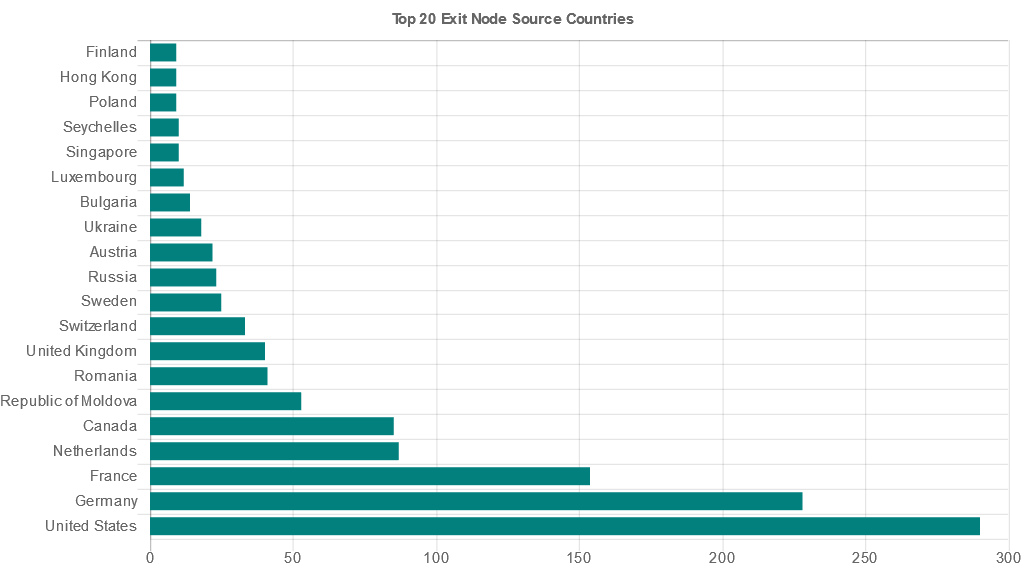 Top 20 Exit Node Source Countries
Finland
Hong Kong
Poland
Seychelles
Singapore
Luxembourg
Bulgaria
Ukraine
Austria
Russia
Sweden
Switzerland
United Kingdom
Romania
Republic of Moldova
Canada
Netherlands
France
Germany
United States
0 50 100 150 200 250 300